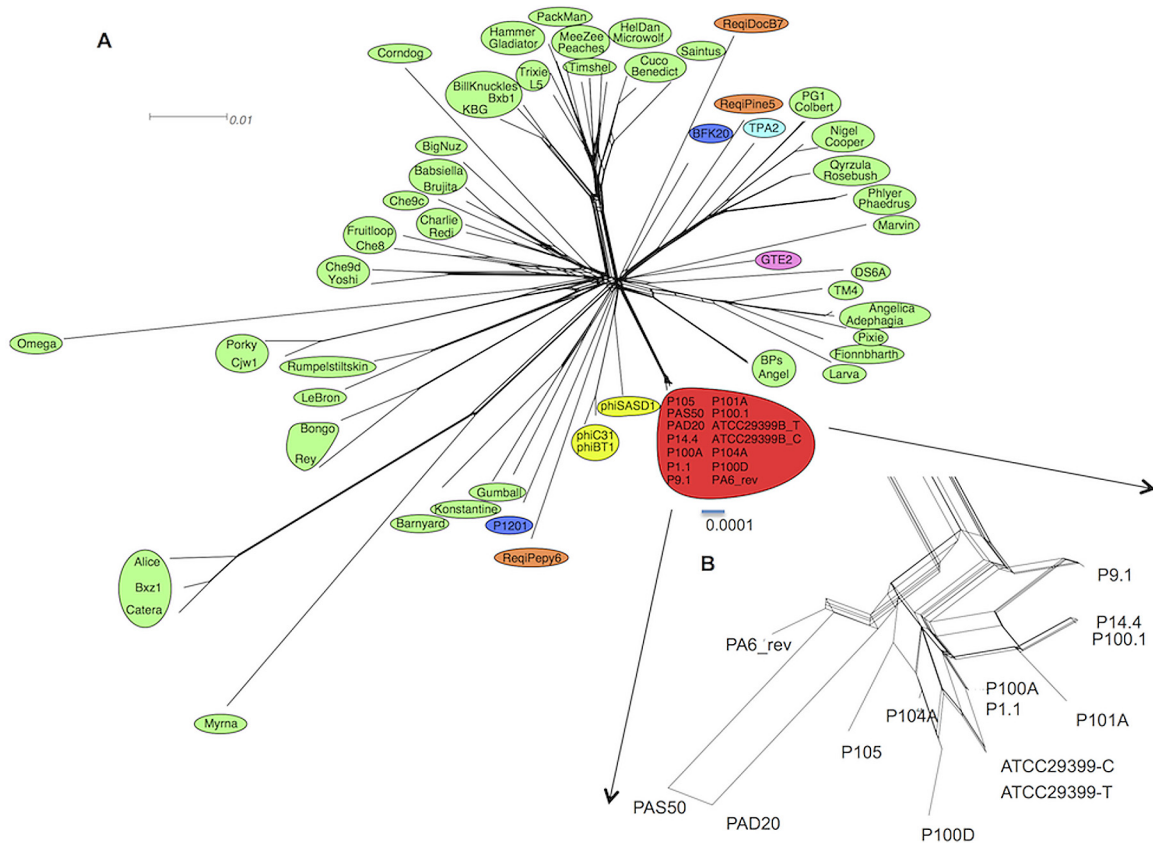 A
0.01
Corndog
PackMan
Hammer
Gladiator
MeeZee
Peaches
HelDan
Microwolf
Timshel
Cuco
Benedict
Saintus
ReqiDocB7
Trixie
L5
BillKnuckles
Bxb1
KBG
ReqiPine5
BFK20
TPA2
PG1
Colbert
Nigel
Cooper
Qyrzula
Rosebush
Phlyer
Phaedrus
Marvin
GTE2
DS6A
TM4
Angelica
Adephagia
Pixie
Fionnbharth
Larva
BPs
Angel
BigNuz
Babsiella
Brujita
Che9c
Charlie
Redi
Fruitloop
Che8
Che9d
Yoshi
Omega
Porky
Cjw1
Rumpelstiltskin
LeBron
Bongo
Rey
phiSASD1
phiC31
phiBT1
Gumball
Konstantine
Barnyard
P1201
ReqiPepy6
Alice
Bxz1
Catera
Myrna
P105 P101A
PAS50 P100.1
PAD20 ATCC29399B_T
P14.4 ATCC29399B_C
P100A P104A
P1.1 P100D
P9.1 PA6_rev
0.0001
B
P9.1
P14.4
P100.1
PA6_rev
P100A
P1.1
P104A
P101A
P105
ATCC29399-C
ATCC29399-T
PAS50
PAD20
P100D